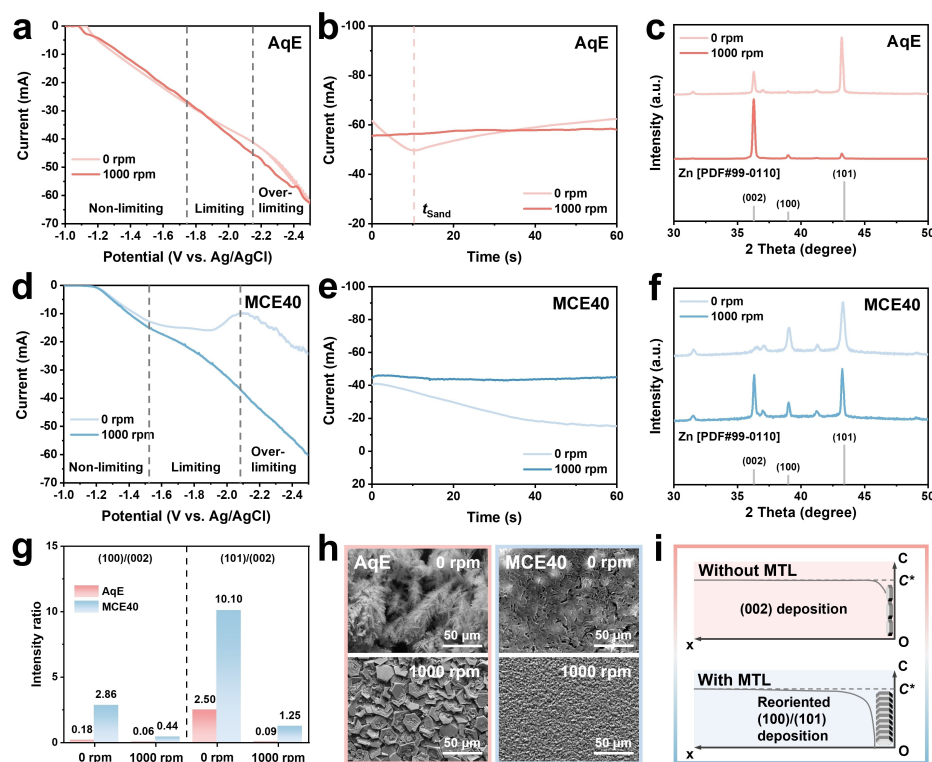 a
AqE
Current (mA)
0
-10
-20
-30
-40
-50
-60
-70
0 rpm
1000 rpm
Non-limiting
Limiting
Over-
limiting
-1.0 -1.2 -1.4 -1.6 -1.8 -2.0 -2.2 -2.4
Potential (V vs. Ag/AgCl)
b
AqE
Current (mA)
-100
-80
-60
-40
-20
tSand
0 rpm
1000 rpm
0 20 40 60
Time (s)
c
AqE
0 rpm
1000 rpm
Intensity (a.u.)
Zn [PDF#99-0110]
(002)
(100)
(101)
30 35 40 45 50
2 Theta (degree)
d
MCE40
Current (mA)
0
-10
-20
-30
-40
-50
-60
-70
0 rpm
1000 rpm
Non-limiting
Limiting
Over-
limiting
-1.0 -1.2 -1.4 -1.6 -1.8 -2.0 -2.2 -2.4
Potential (V vs. Ag/AgCl)
e
MCE40
Current (mA)
-100
-80
-60
-40
-20
0
20
0 rpm
1000 rpm
0 20 40 60
Time (s)
f
MCE40
0 rpm
1000 rpm
Intensity (a.u.)
Zn [PDF#99-0110]
(002)
(100)
(101)
30 35 40 45 50
2 Theta (degree)
g
Intensity ratio
15
10
5
0
(100)/(002)
(101)/(002)
AqE
MCE40
0.18
2.86
0.06
0.44
2.50
10.10
0.09
1.25
0 rpm 1000 rpm 0 rpm 1000 rpm
h
AqE 0 rpm
50 μm
MCE40 0 rpm
50 μm
1000 rpm
50 μm
1000 rpm
50 μm
i
Without MTL
C
C*
(002) deposition
x
O
With MTL
C
C*
Reoriented
(100)/(101)
deposition
x
O